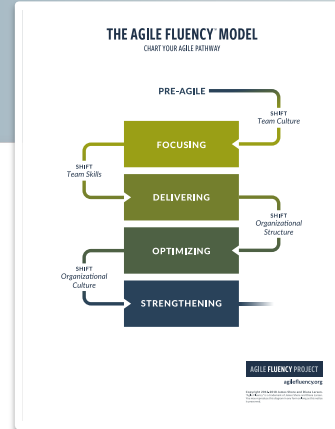 THE AGILE FLUENCY™ MODEL
CHART YOUR AGILE PATHWAY
PRE-AGILE
SHIFT
Team Culture
FOCUSING
SHIFT
Team Skills
DELIVERING
SHIFT
Organizational
Structure
OPTIMIZING
SHIFT
Organizational
Culture
STRENGTHENING
AGILE FLUENCY PROJECT
agilefluency.org